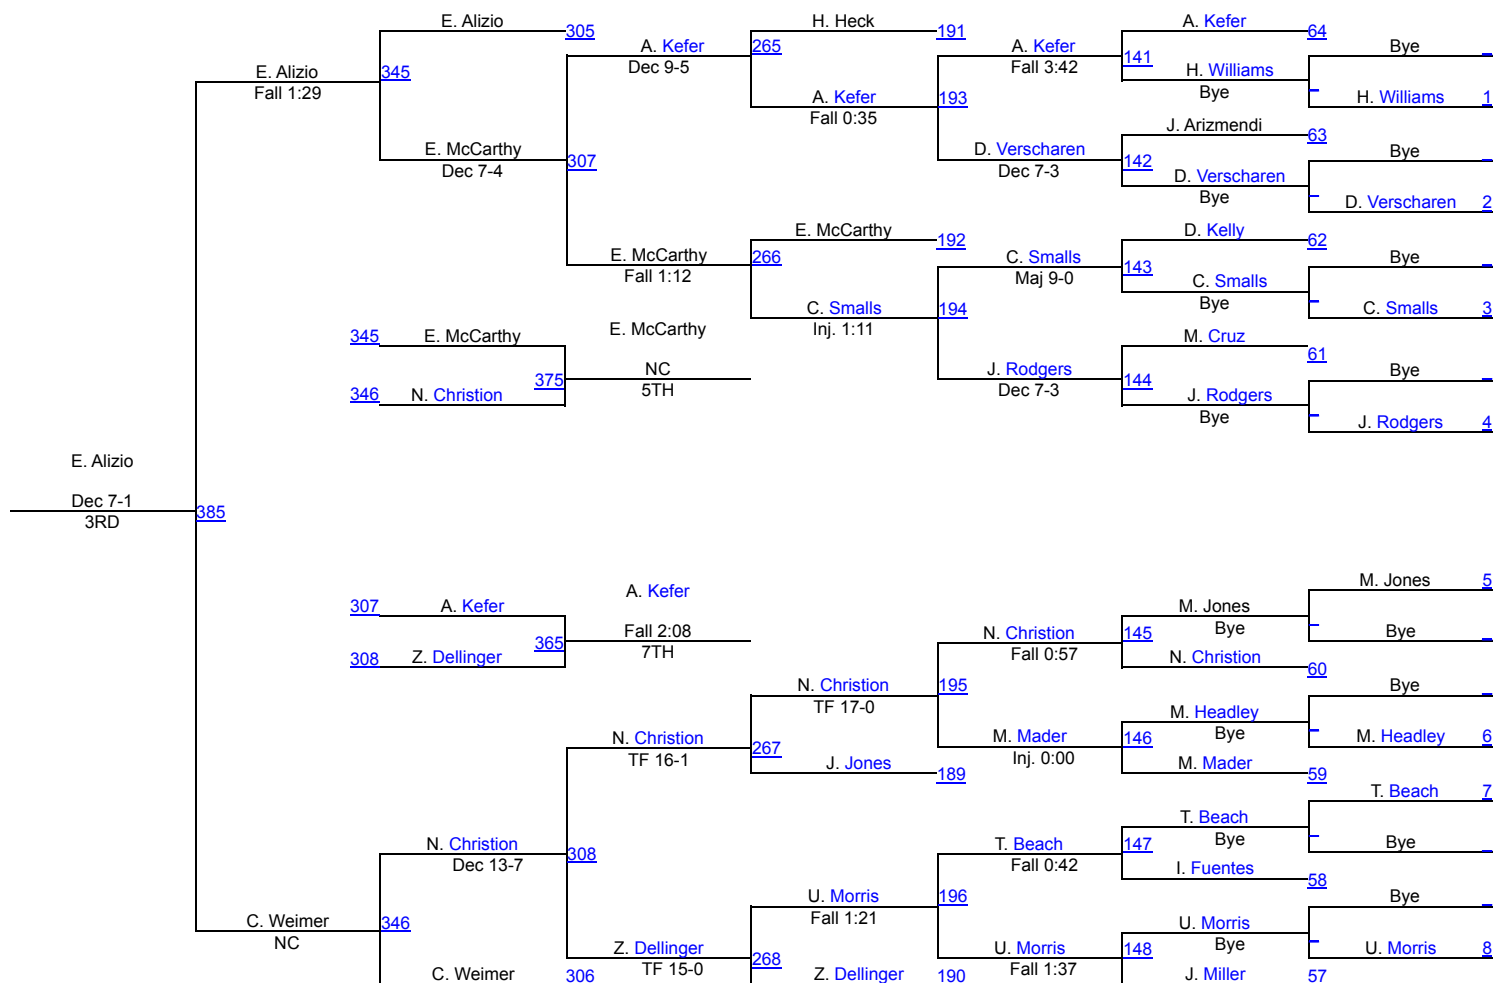 E. Alizio
305
H. Heck
191
A. Kefer
64
A. Kefer
Dec 9-5
265
A. Kefer
Fall 3:42
141
Bye
E. Alizio
Fall 1:29
345
H. Williams
Bye
A. Kefer
Fall 0:35
193
H. Williams
1
J. Arizmendi
63
E. McCarthy
Dec 7-4
307
D. Verscharen
Dec 7-3
142
Bye
D. Verscharen
Bye
D. Verscharen
2
E. McCarthy
192
D. Kelly
62
E. McCarthy
Fall 1:12
266
C. Smalls
Maj 9-0
143
Bye
C. Smalls
Bye
C. Smalls
Inj. 1:11
194
C. Smalls
3
345
E. McCarthy
E. McCarthy
M. Cruz
61
NC
5TH
375
J. Rodgers
Dec 7-3
144
Bye
346
N. Christion
J. Rodgers
Bye
J. Rodgers
4
E. Alizio
Dec 7-1
3RD
385
M. Jones
5
A. Kefer
307
A. Kefer
M. Jones
Bye
Fall 2:08
7TH
365
N. Christion
Fall 0:57
145
Bye
308
Z. Dellinger
N. Christion
60
N. Christion
TF 17-0
195
Bye
M. Headley
Bye
N. Christion
TF 16-1
267
M. Mader
Inj. 0:00
146
M. Headley
6
J. Jones
189
M. Mader
59
T. Beach
7
T. Beach
Bye
N. Christion
Dec 13-7
308
T. Beach
Fall 0:42
147
Bye
I. Fuentes
58
U. Morris
Fall 1:21
196
Bye
C. Weimer
NC
346
U. Morris
Bye
Z. Dellinger
TF 15-0
268
U. Morris
Fall 1:37
148
U. Morris
8
C. Weimer
306
Z. Dellinger
190
J. Miller
57